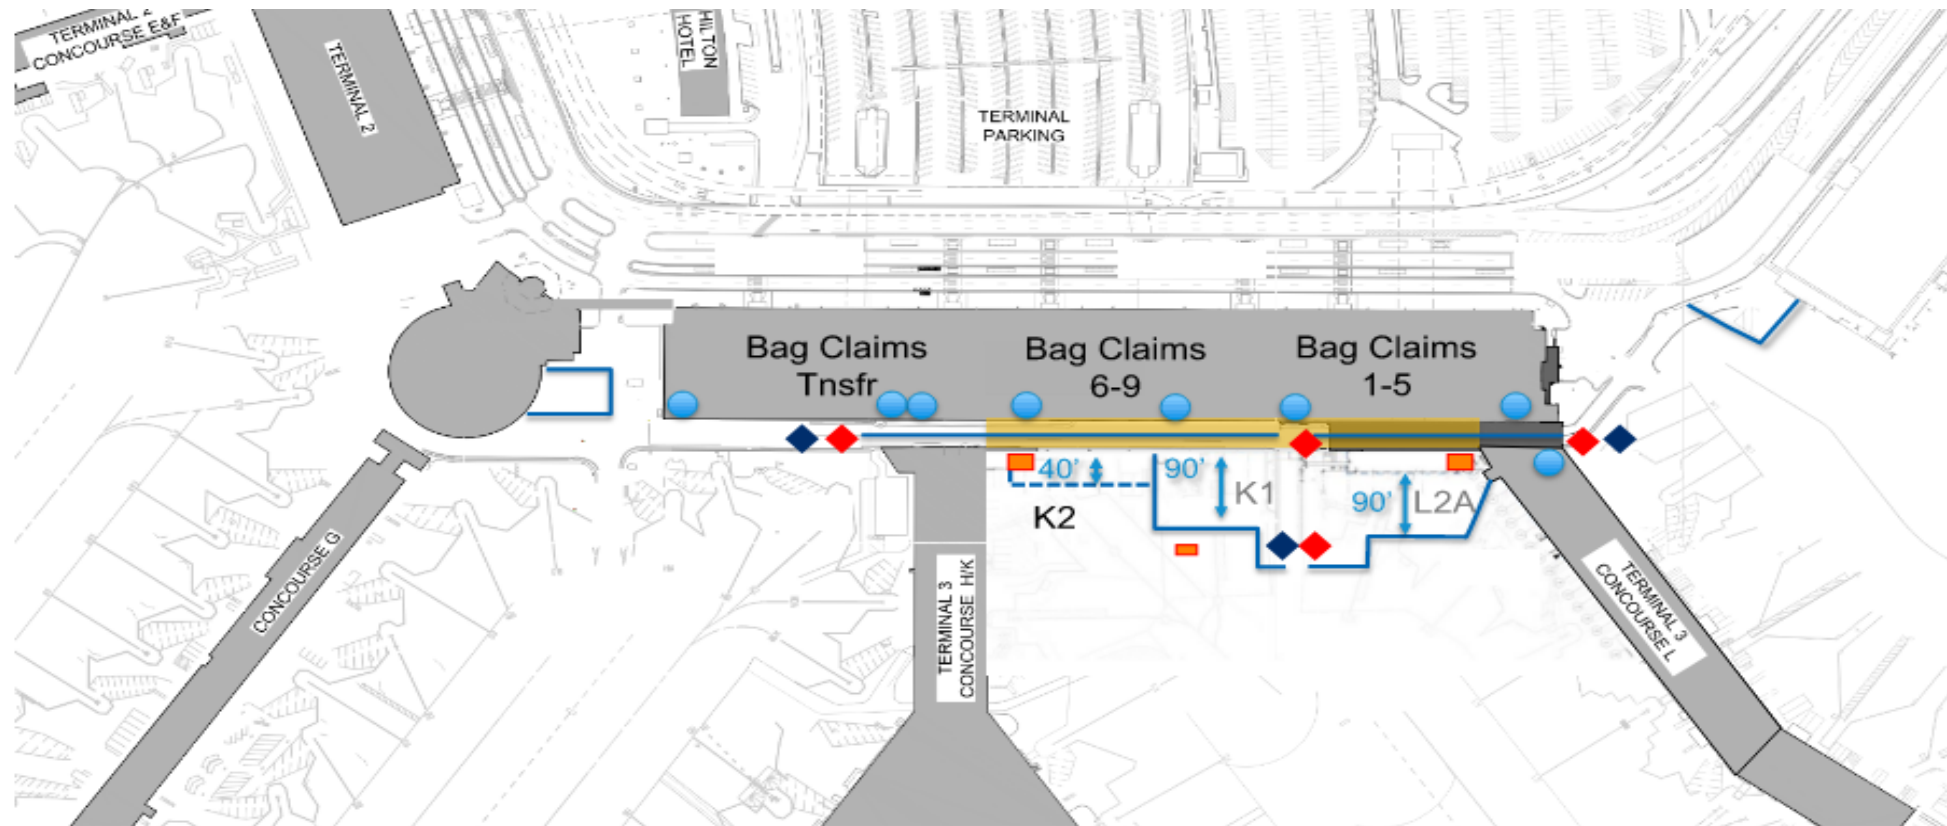 TERMINAL 2
CONCOURSE E&F
TERMINAL 2
HILTON
HOTEL
TERMINAL
PARKING
Bag Claims
Tnsfr
Bag Claims
6-9
Bag Claims
1-5
40'
90'
K1
90'
L2A
K2
CONCOURSE G
TERMINAL 3
CONCOURSE H/K
TERMINAL 3
CONCOURSE L